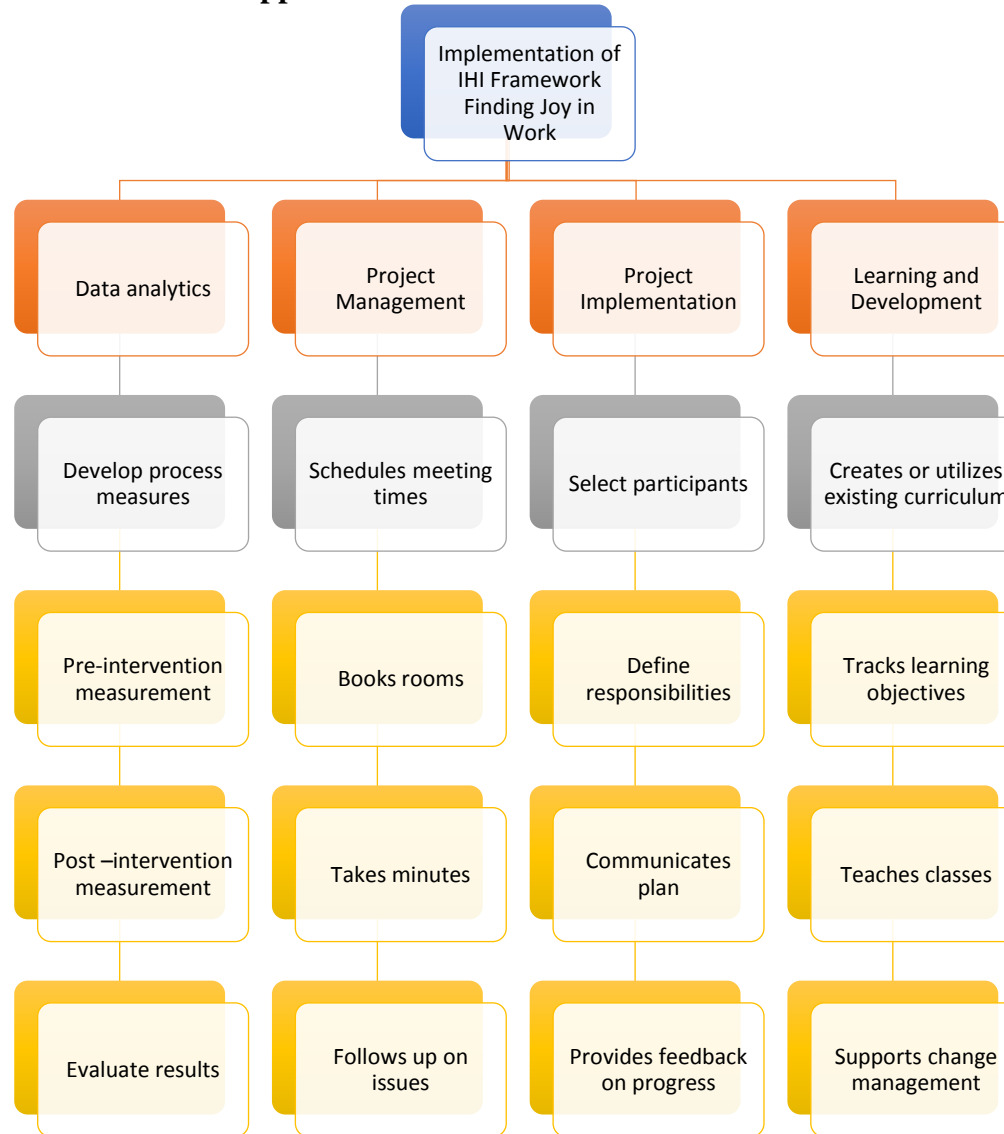 Implementation of
IHI Framework
Finding Joy in
Work
Data analytics
Project
Management
Project
Implementation
Learning and
Development
Develop process
measures
Schedules meeting
times
Select participants
Creates or utilizes
existing curriculum
Pre-intervention
measurement
Books rooms
Define
responsibilities
Tracks learning
objectives
Post –intervention
measurement
Takes minutes
Communicates
plan
Teaches classes
Evaluate results
Follows up on
issues
Provides feedback
on progress
Supports change
management